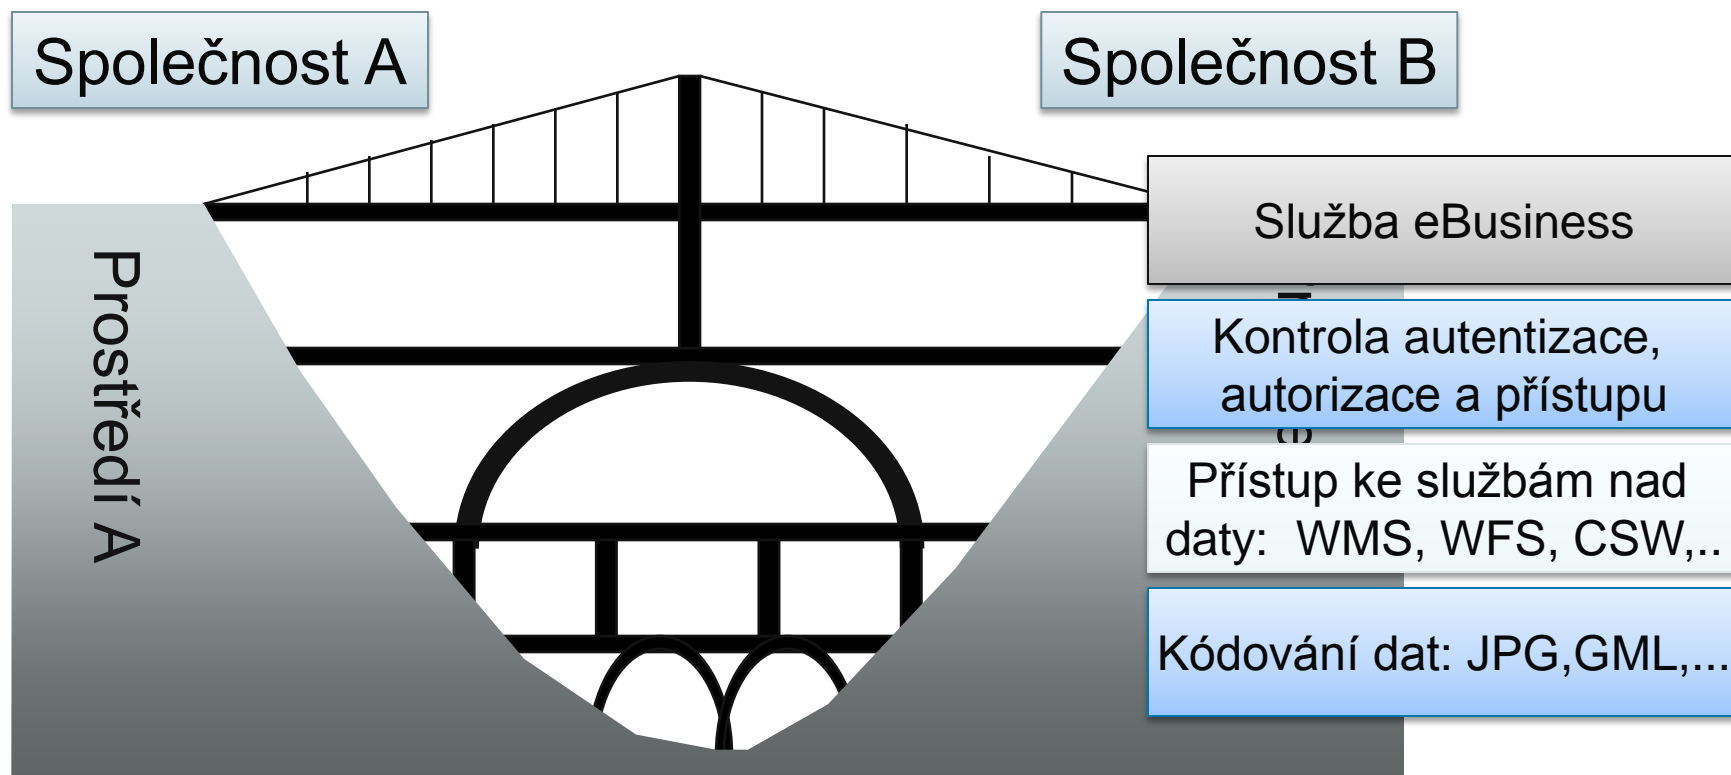 Společnost A
Společnost B
Prostředí A
Služba eBusiness
Kontrola autentizace,
autorizace a přístupu
Přístup ke službám nad
daty: WMS, WFS, CSW,..
Kódování dat: JPG,GML,...